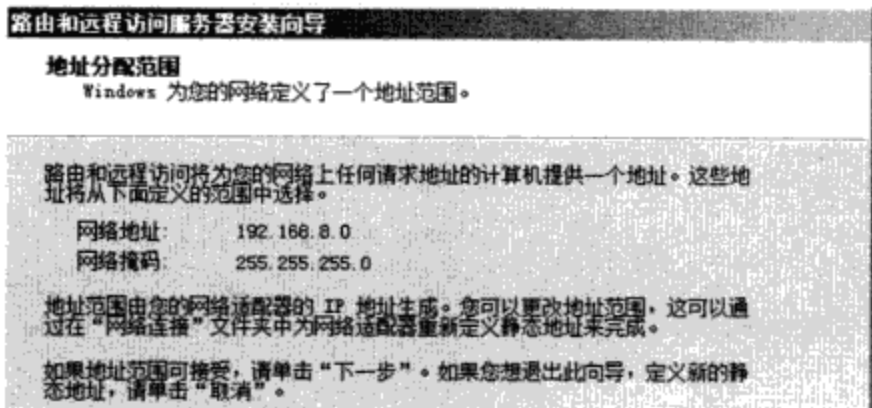 路由和远程访问服务器安装向导
地址分配范围
Windows 为您的网络定义了一个地址范围。
路由和远程访问将为您的网络上任何请求地址的计算机提供一个地址。这些地
址将从下面定义的范围中选择。
网络地址: 192.168.8.0
网络掩码: 255.255.255.0
地址范围由您的网络适配器的 IP 地址生成。您可以更改地址范围，这可以通
过在“网络连接”文件夹中为网络适配器重新定义静态地址来完成。
如果地址范围可接受，请单击“下一步”。如果您想退出此向导，定义新的静
态地址，请单击“取消”。